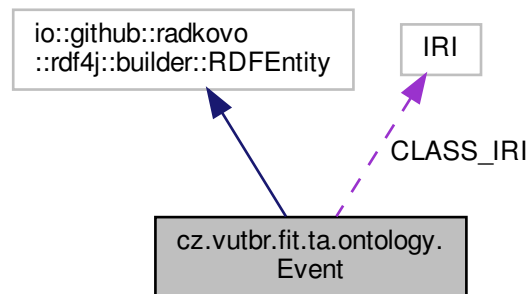 io::github::radkovo
::rdf4j::builder::RDFEntity
IRI
CLASS_IRI
cz.vutbr.fit.ta.ontology.
Event